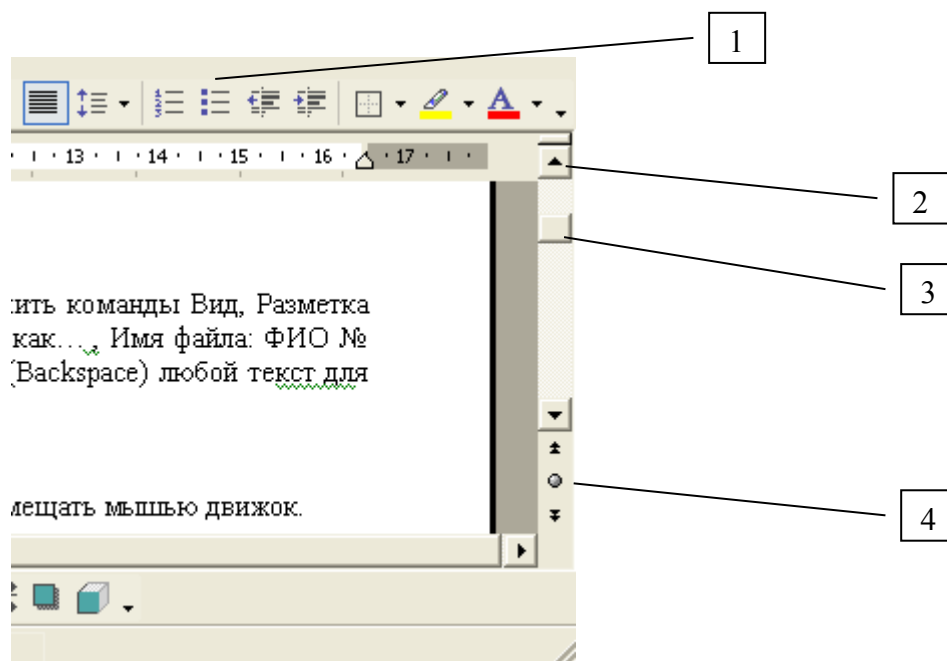 1
13 14 15 16 17
2
3
ить команды Вид, Разметка
как..., Имя файла: ФИО №
(Backspace) любой текст для
4
мещать мышью движок.